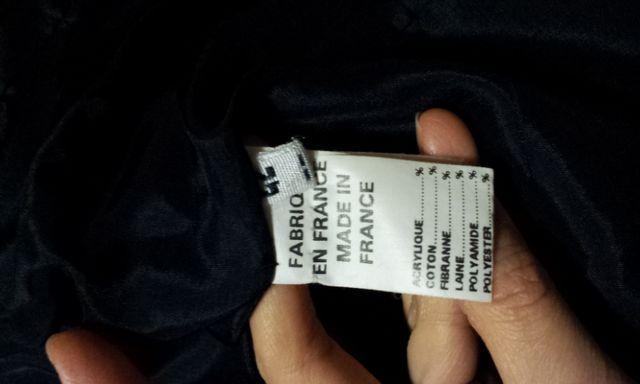 FABRIQ
EN FRANCE
MADE IN
FRANCE
ACRYLIQUE........%
COTON..............%
FIBRANNE.........%
LAINE................%
POLYAMIDE......%
POLYESTER.......%